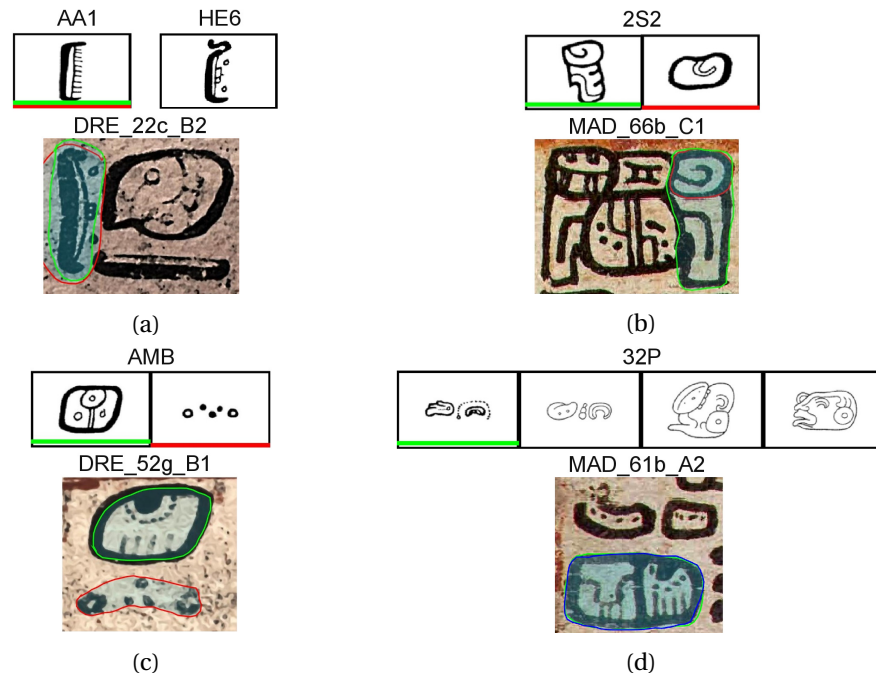 AA1 HE6
DRE_22c_B2
(a)
2S2
MAD_66b_C1
(b)
AMB
DRE_52g_B1
(c)
32P
MAD_61b_A2
(d)